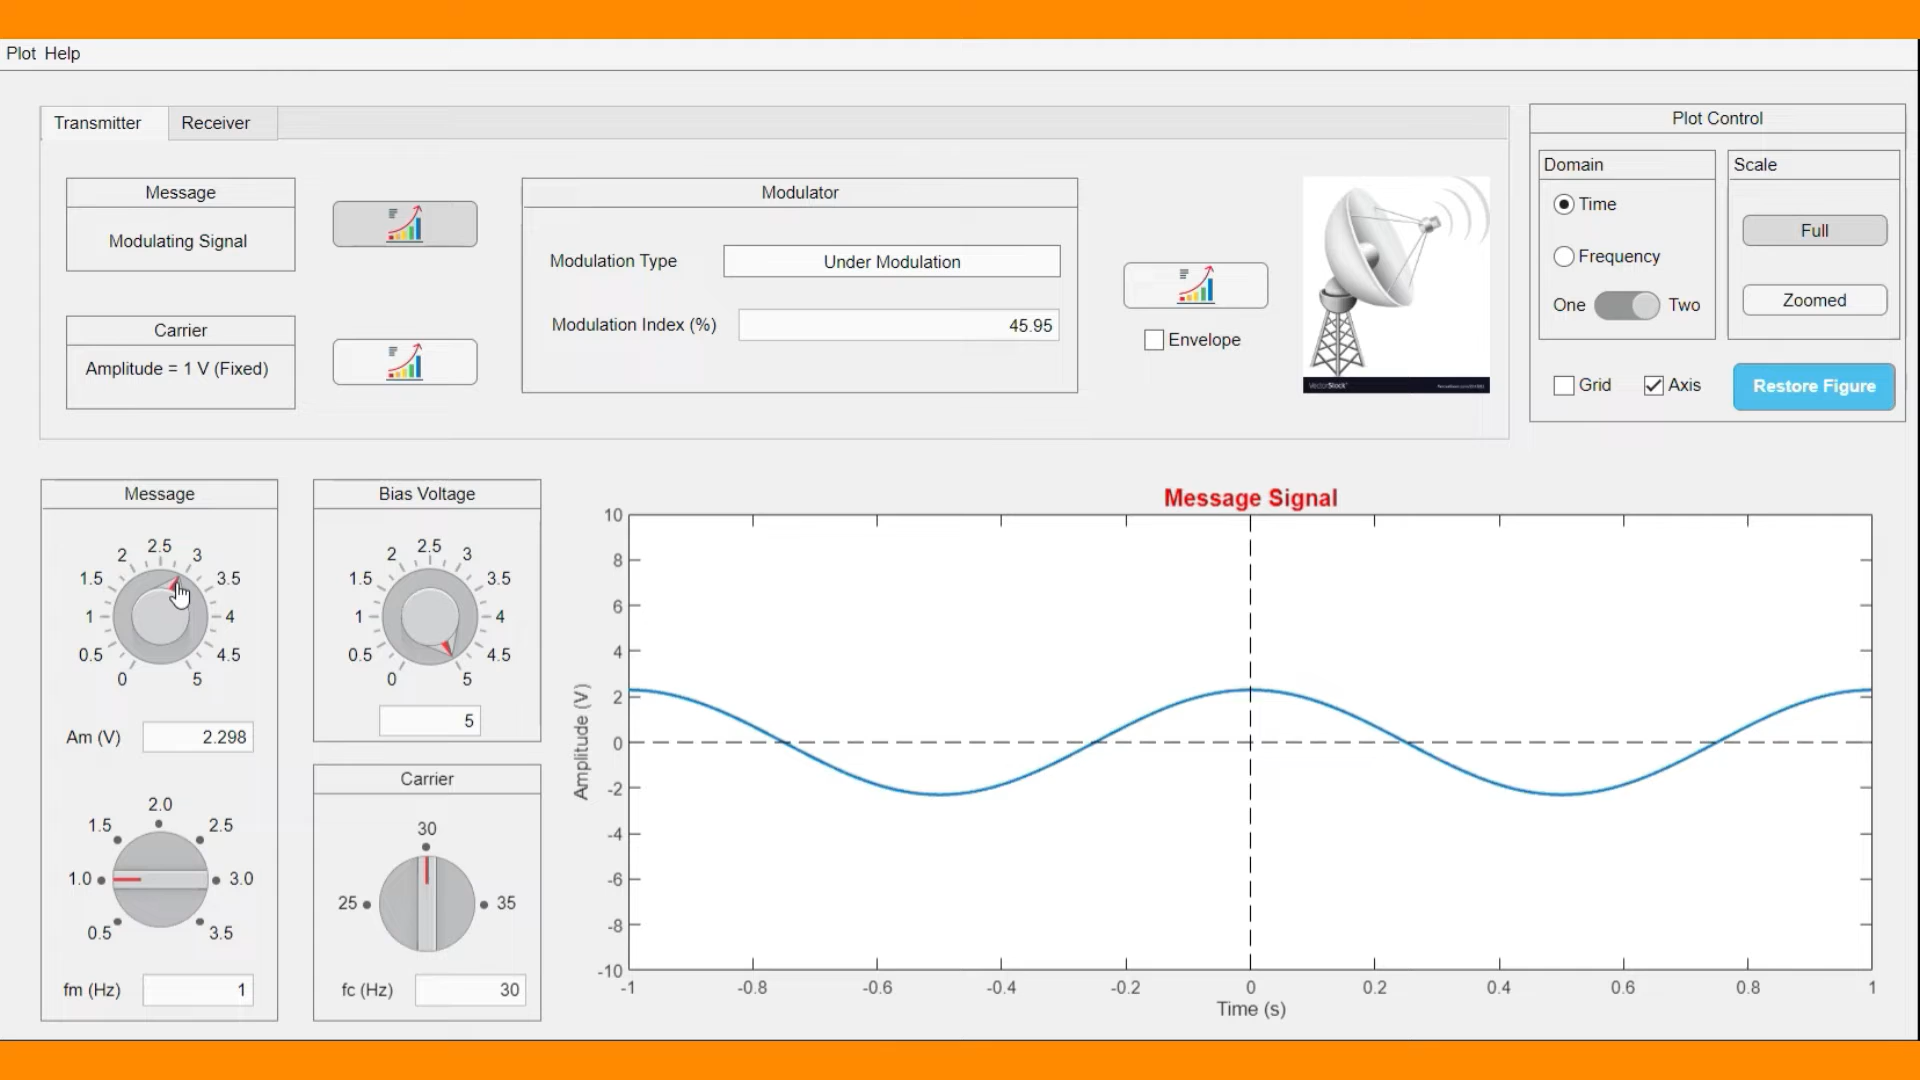 Plot Help
Transmitter Receiver
Message
Modulating Signal
Carrier
Amplitude = 1 V (Fixed)
Modulator
Modulation Type Under Modulation
Modulation Index (%) 45.95
Envelope
VectorStock
Plot Control
Domain
Time
Frequency
One Two
Scale
Full
Zoomed
Grid Axis Restore Figure
Message
0 0.5 1 1.5 2 2.5 3 3.5 4 4.5 5
Am (V) 2.298
0.5 1.0 1.5 2.0 2.5 3.0 3.5
fm (Hz) 1
Bias Voltage
0 0.5 1 1.5 2 2.5 3 3.5 4 4.5 5
5
Carrier
25 30 35
fc (Hz) 30
Message Signal
Amplitude (V)
10
8
6
4
2
0
-2
-4
-6
-8
-10
-1 -0.8 -0.6 -0.4 -0.2 0 0.2 0.4 0.6 0.8 1
Time (s)